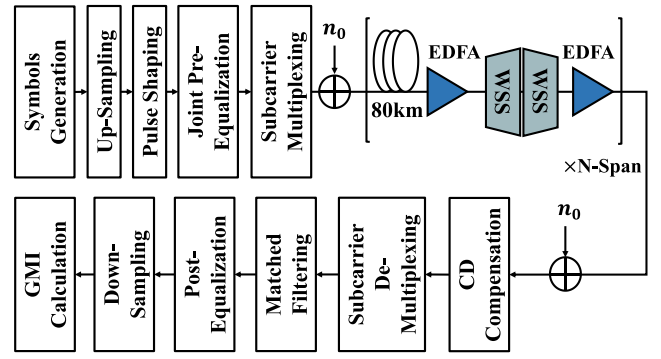 Symbols
Generation
Up-Sampling
Pulse Shaping
Joint Pre-
Equalization
Subcarrier
Multiplexing
n₀
80km
EDFA
WSS
WSS
EDFA
×N-Span
n₀
CD
Compensation
Subcarrier
De-
Multiplexing
Matched
Filtering
Post-
Equalization
Down-
Sampling
GMI
Calculation